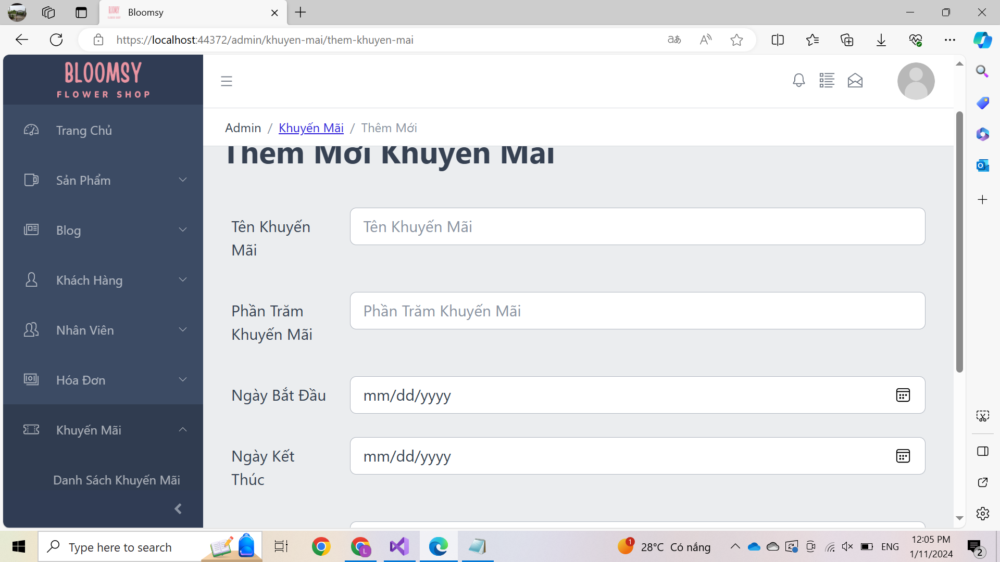 Bloomsy
https://localhost:44372/admin/khuyen-mai/them-khuyen-mai
BLOOMSY
FLOWER SHOP
Trang Chủ
Sản Phẩm
Blog
Khách Hàng
Nhân Viên
Hóa Đơn
Khuyến Mãi
Danh Sách Khuyến Mãi
Admin / Khuyến Mãi / Thêm Mới
Thêm Mới Khuyến Mãi
Tên Khuyến
Mãi
Tên Khuyến Mãi
Phần Trăm
Khuyến Mãi
Phần Trăm Khuyến Mãi
Ngày Bắt Đầu
mm/dd/yyyy
Ngày Kết
Thúc
mm/dd/yyyy
Type here to search
L
1
28°C Có nắng
ENG
12:05 PM
1/11/2024
2